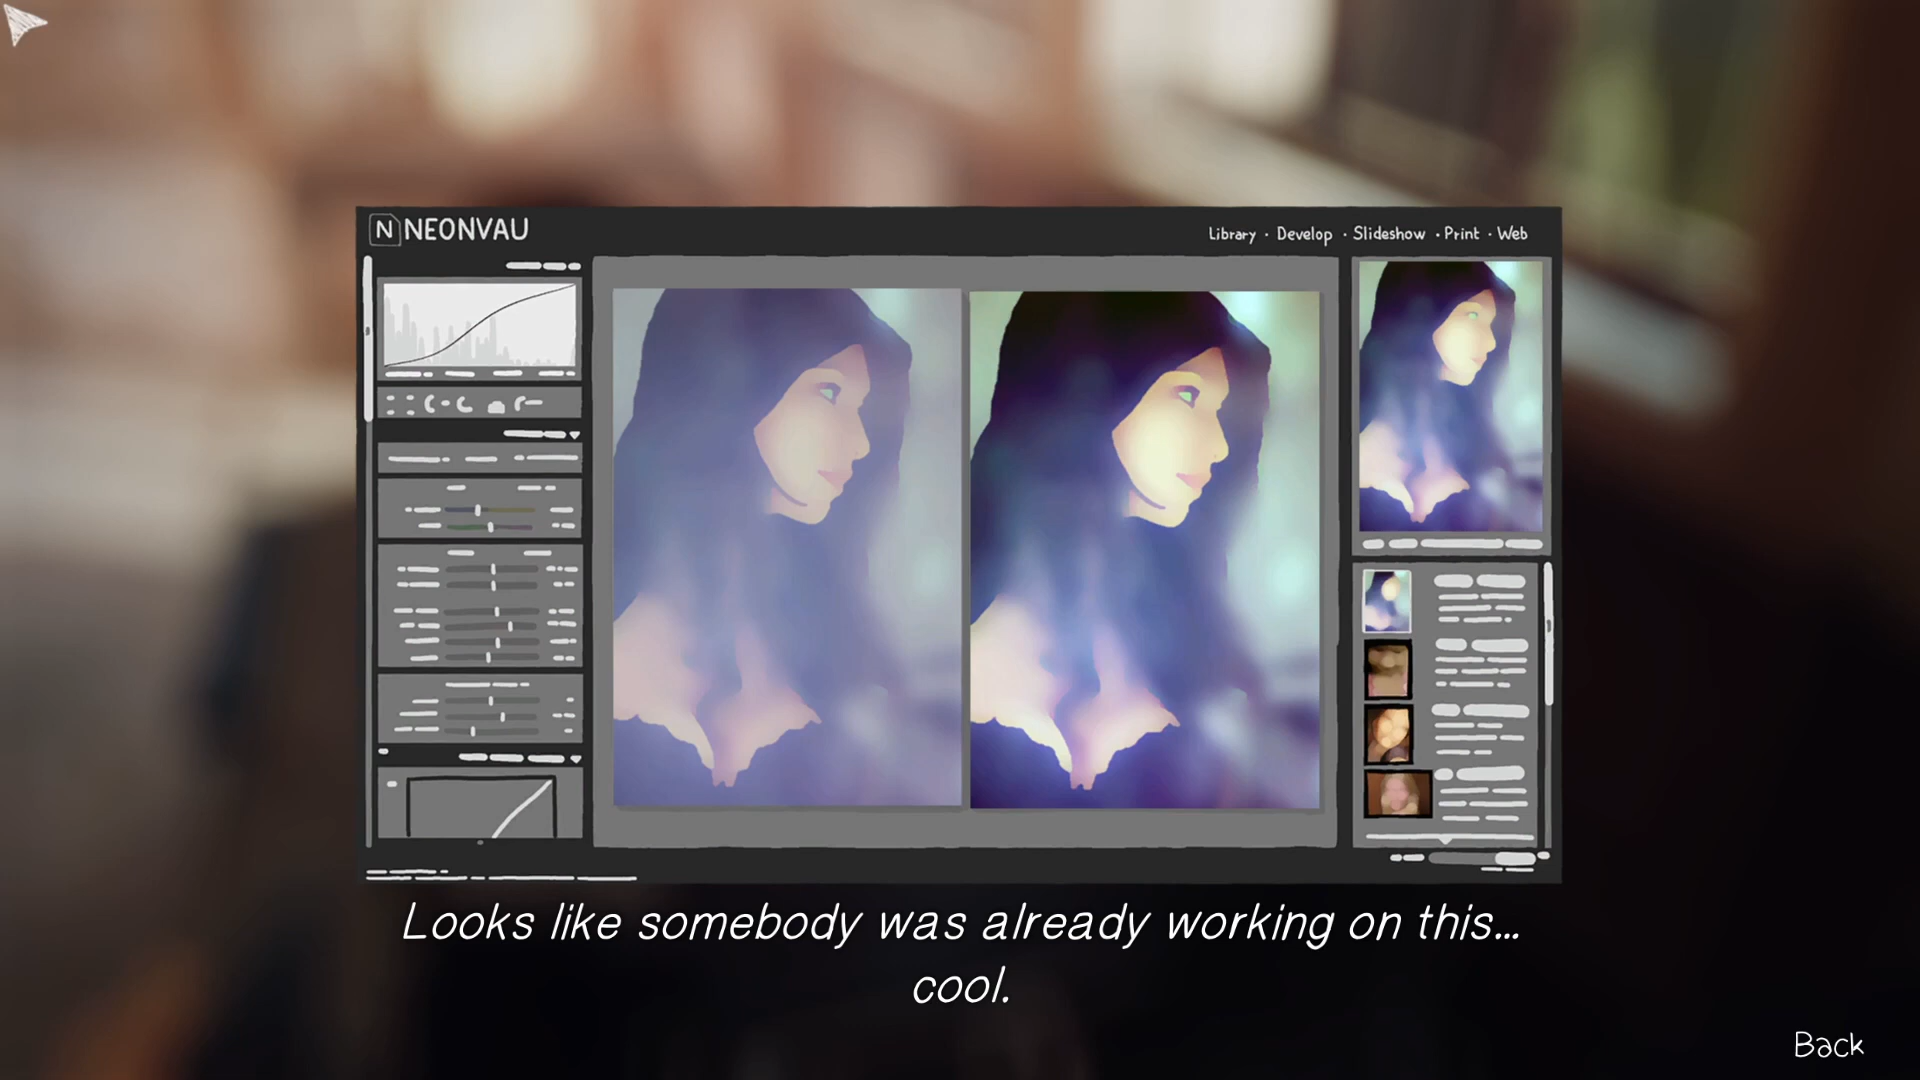 N NEONVAU
Library · Develop · Slideshow · Print · Web
Looks like somebody was already working on this...
cool.
Back